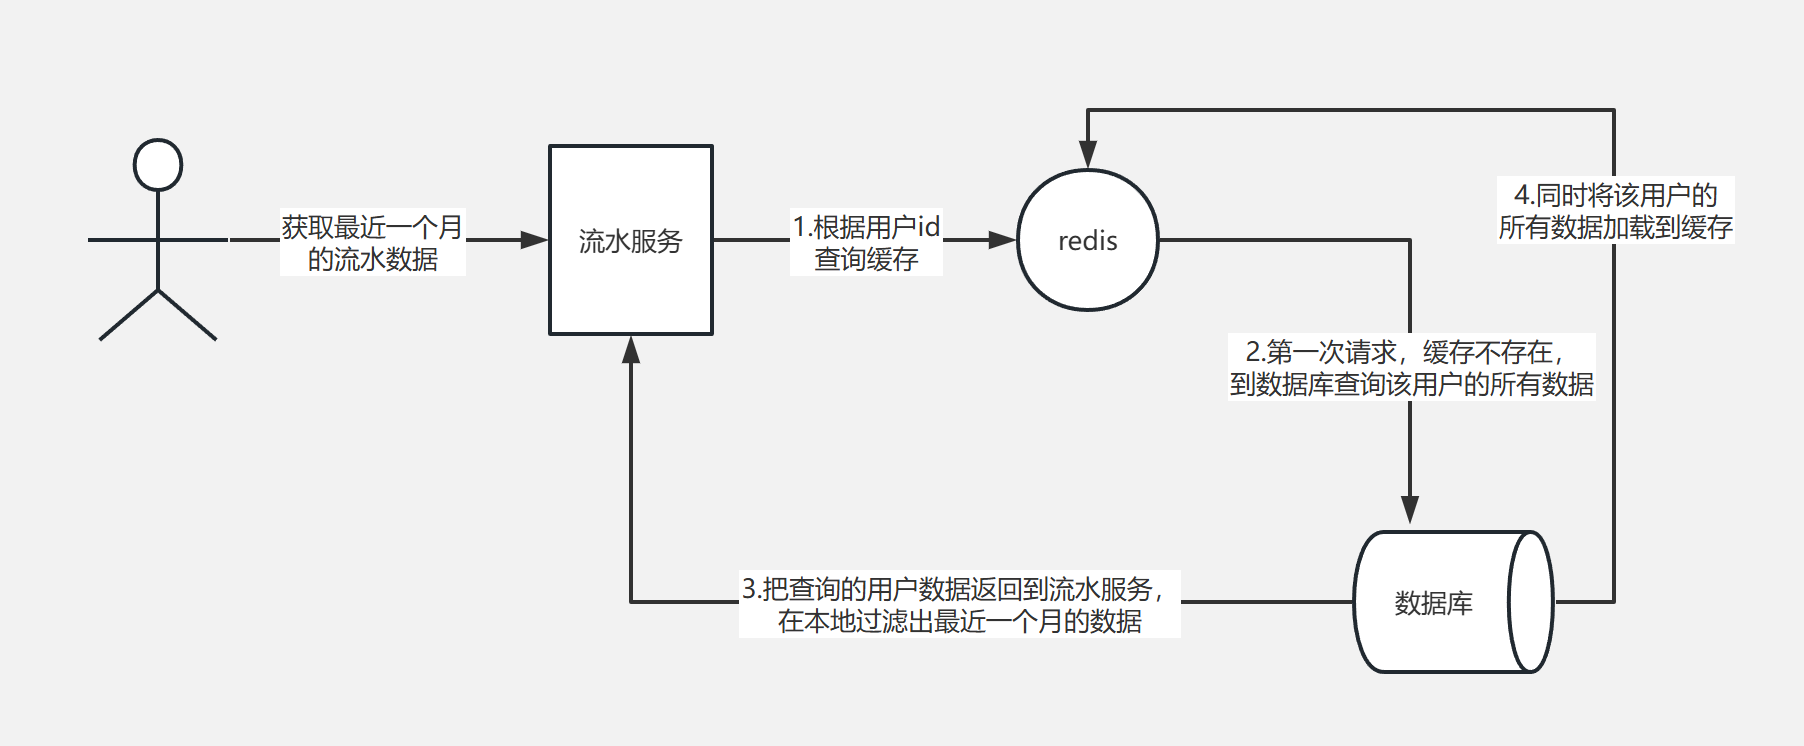 获取最近一个月
的流水数据
流水服务
1.根据用户id
查询缓存
redis
4.同时将该用户的
所有数据加载到缓存
2.第一次请求，缓存不存在，
到数据库查询该用户的所有数据
3.把查询的用户数据返回到流水服务，
在本地过滤出最近一个月的数据
数据库